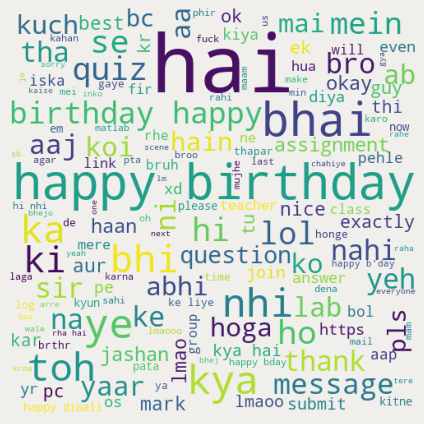 kuch aa best bc phir us ok mai mein
kahan fuck kr kiya
tha se quiz ek bro ab
sorry jo gaye hua will okay even guy
iska mei inko fir maam diya thi
kaise min make karo
birthday happy hai bhai
em matlab rhe ne thapar assignment now
aaj koi hain
sb agar link pta bruh broo last mujhe pehle chahiye rahe
scene
happy birthday
hi nhi lm xd teacher nice class exactly
bhejo de oh please tu honge
ka ni hi lol nahi
one mere haan
ki bhi question ko yeh
yeah next time join answer happy b'day raha
sir aur pe abhi dena lab everyone
laga karna kyun sahi ke liye https bol
na ye ke nhi hoga ho pls
log arre
wale rha hai lmaooo group mail mam
kar brthr jashan kya hai thank aap
toh yaar lmao kya message
pata bhej happy bday tere
krna yr pc os mark ya lmaoo submit kitne
happy diwali